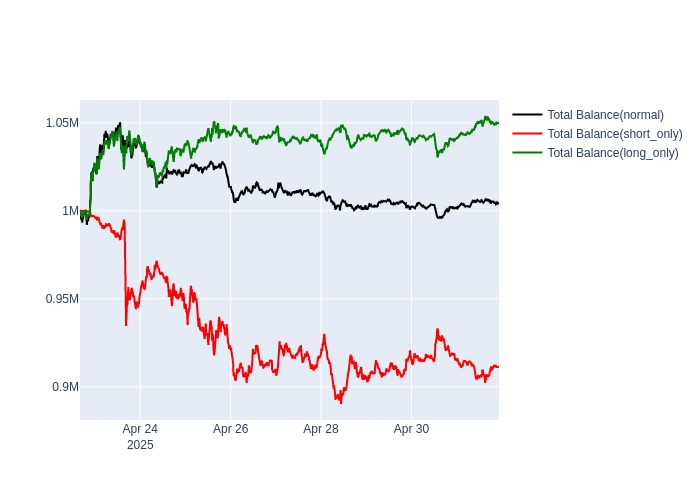 1.05M
1M
0.95M
0.9M
Apr 24
2025
Apr 26
Apr 28
Apr 30
Total Balance(normal)
Total Balance(short_only)
Total Balance(long_only)